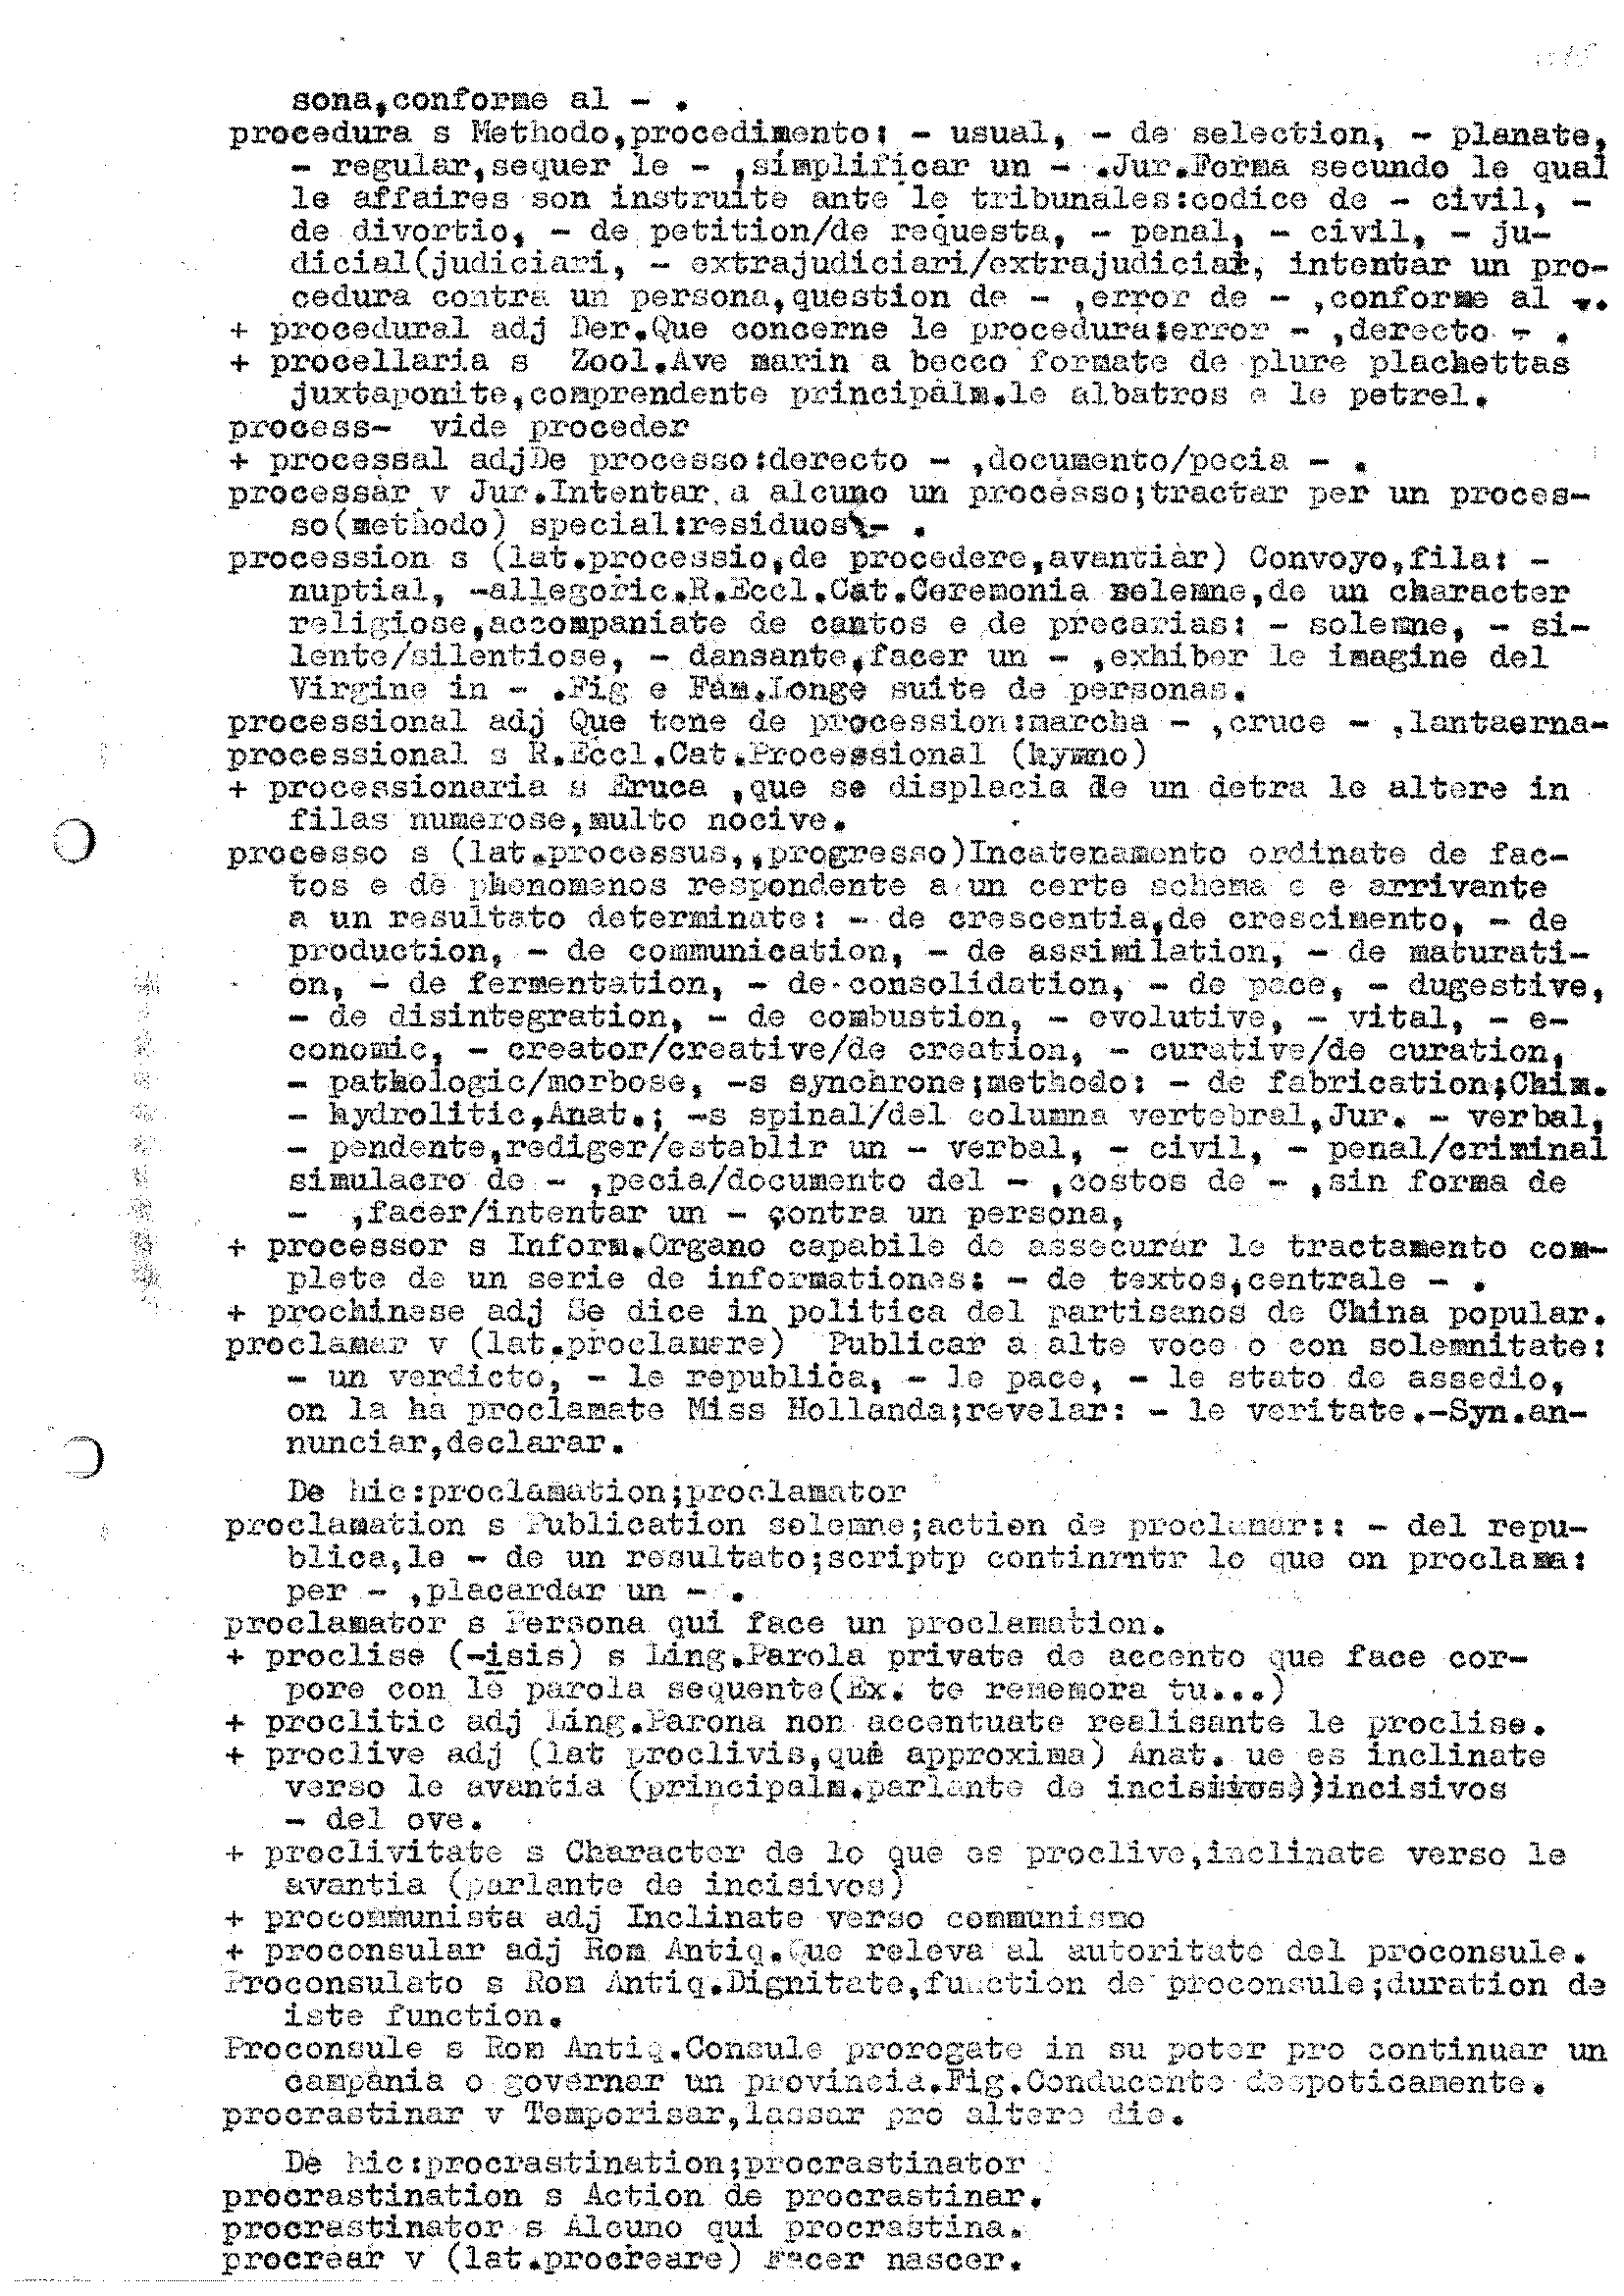 sona,conforme al - .
procedura s Methodo,procedimento: - usual, - de selection, - planate,
- regular,sequer le - ,simplificar un - .Jur.Forma secundo le qual
le affaires son instruite ante le tribunales:codice de - civil, -
de divortio, - de petition/de requesta, - penal, - civil, - ju-
dicial(judiciari, - extrajudiciari/extrajudicial, intentar un pro-
cedura contra un persona,question de - ,error de - ,conforme al -.
+ procedural adj Der.Que concerne le procedura:error - ,derecto - .
+ procellaria s Zool.Ave marin a becco formate de plure plachettas
juxtaponite,comprendente principalm.le albatros e le petrel.
process- vide proceder
+ processal adjDe processo:derecto - ,documento/pecia - .
processar v Jur.Intentar a alcuno un processo;tractar per un proces-
so(methodo) special:residuos - .
procession s (lat.processio,de procedere,avantiar) Convoyo,fila: -
nuptial, -allegoric.R.Eccl.Cat.Ceremonia solemne,de un character
religiose,accompaniate de cantos e de precarias: - solemne, - si-
lente/silentiose, - dansante,facer un - ,exhiber le imagine del
Virgine in - .Fig e Fam.Longe suite de personas.
processional adj Que tene de procession:marcha - ,cruce - ,lantaerna-
processional s R.Eccl.Cat.Processional (hymno)
+ processionaria s Eruca ,que se displacia de un detra le altere in
filas numerose,multo nocive.
processo s (lat.processus,,progresso)Incatenamento ordinate de fac-
tos e de phenomenos respondente a un certe schema e e arrivante
a un resultato determinate: - de crescentia,de crescimento, - de
production, - de communication, - de assimilation, - de maturati-
on, - de fermentation, - de consolidation, - de pace, - dugestive,
- de disintegration, - de combustion, - evolutive, - vital, - e-
conomic, - creator/creative/de creation, - curative/de curation,
- pathologic/morbose, -s synchrone;methodo: - de fabrication;Chim.
- hydrolitic,Anat.; -s spinal/del columna vertebral,Jur. - verbal,
- pendente,rediger/establir un - verbal, - civil, - penal/criminal
simulacro de - ,pecia/documento del - ,costos de - ,sin forma de
- ,facer/intentar un - contra un persona,
+ processor s Inform.Organo capabile de assecurar le tractamento com-
plete de un serie de informationes: - de textos,centrale - .
+ prochinese adj Se dice in politica del partisanos de China popular.
proclamar v (lat.proclamare) Publicar a alte voce o con solemnitate:
- un verdicto, - le republica, - le pace, - le stato de assedio,
on la ha proclamate Miss Hollanda;revelar: - le veritate.-Syn.an-
nunciar,declarar.
De hic:proclamation;proclamator
proclamation s Publication solemne;action de proclamar:: - del repu-
blica,le - de un resultato;scriptp continrntr lo que on proclama:
per - ,placardar un - .
proclamator s Persona qui face un proclamation.
+ proclise (-isis) s Ling.Parola private de accento que face cor-
pore con le parola sequente(Ex. te rememora tu...)
+ proclitic adj Ling.Parona non accentuate realisante le proclise.
+ proclive adj (lat proclivis,que approxima) Anat. ue es inclinate
verso le avantia (principalm.parlante de incisivos))incisivos
- del ove.
+ proclivitate s Character de lo que es proclive,inclinate verso le
avantia (parlante de incisivos)
+ procommunista adj Inclinate verso communismo
+ proconsular adj Rom Antiq.Que releva al autoritate del proconsule.
Proconsulato s Rom Antiq.Dignitate,function de proconsule;duration de
iste function.
Proconsule s Rom Antiq.Consule prorogate in su poter pro continuar un
campania o governar un provincia.Fig.Conducente despoticamente.
procrastinar v Temporisar,lassar pro altere die.
De hic:procrastination;procrastinator
procrastination s Action de procrastinar.
procrastinator s Alcuno qui procrastina.
procrear v (lat.procreare) Facer nascer.